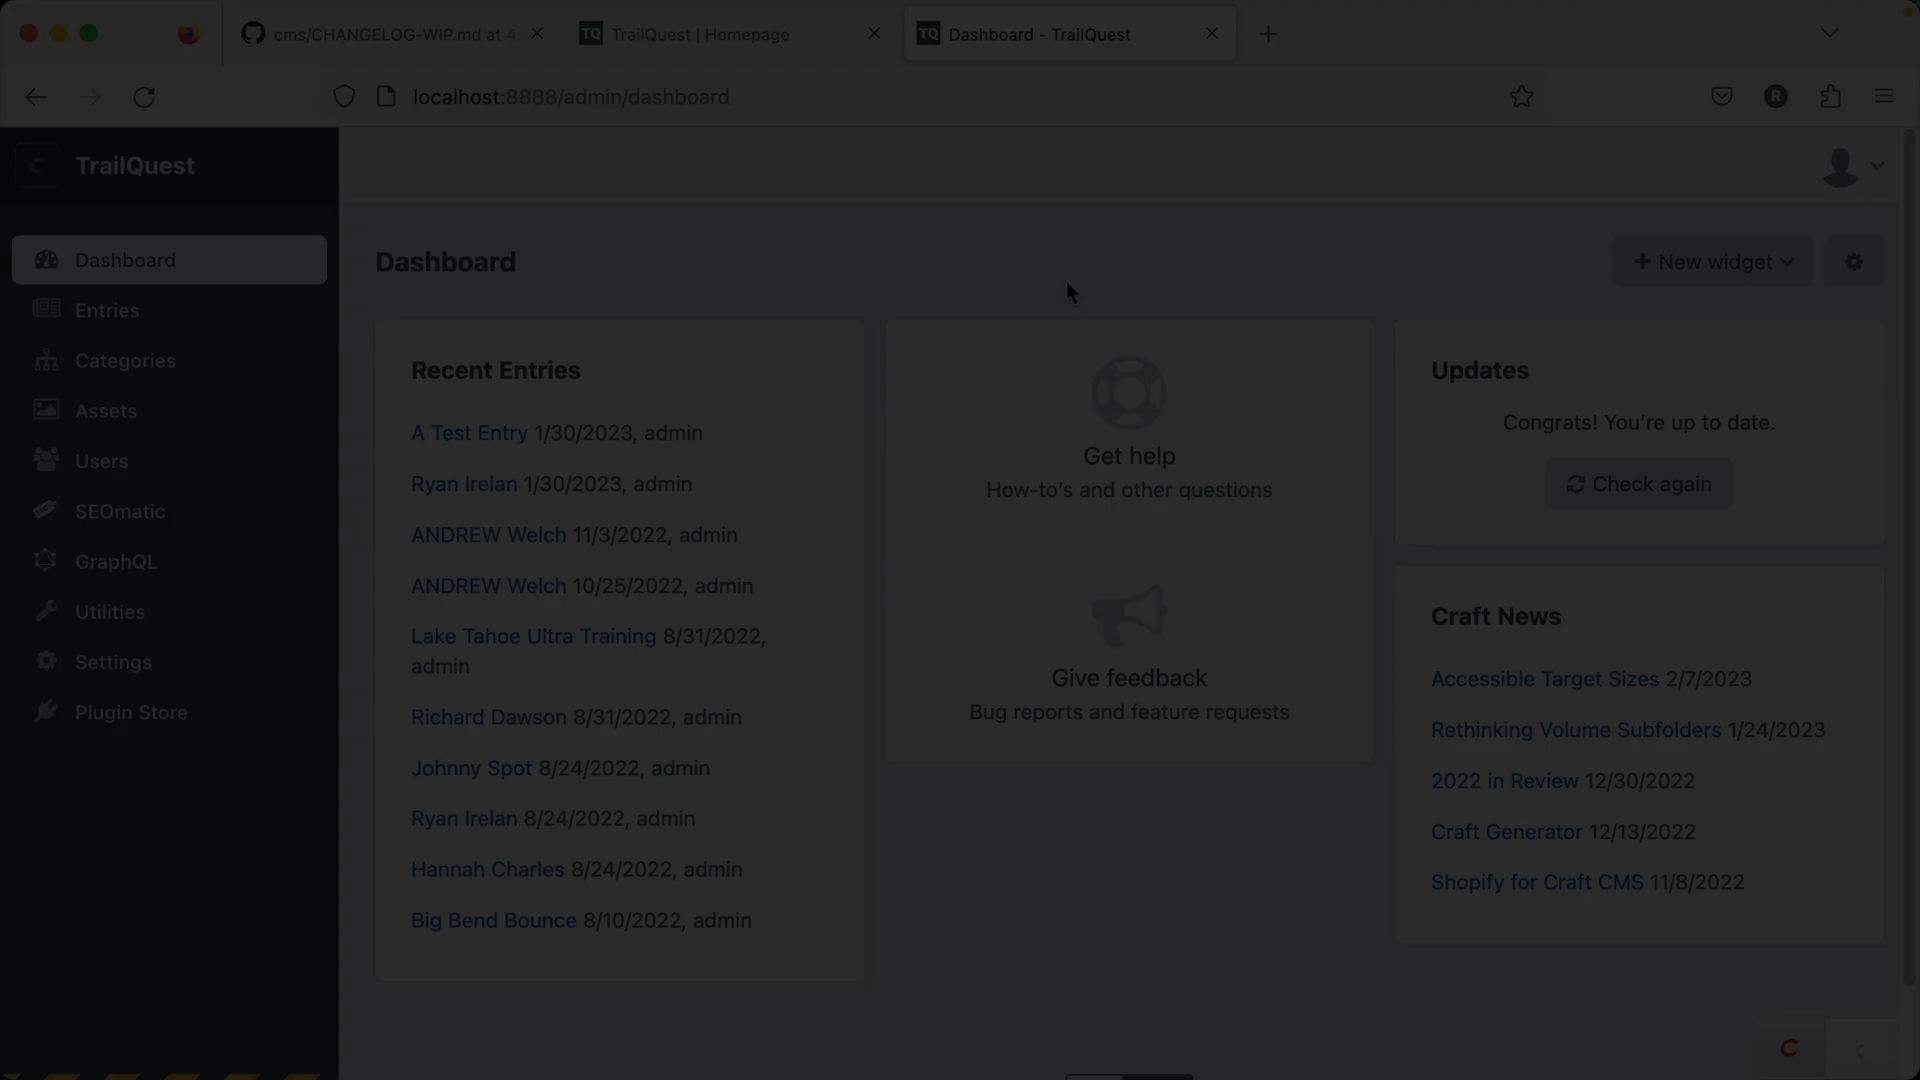 cms/CHANGELOG-WIP.md at 4
TQ TrailQuest | Homepage
TQ Dashboard - TrailQuest
localhost:8888/admin/dashboard
R
C TrailQuest
Dashboard
Entries
Categories
Assets
Users
SEOmatic
GraphQL
Utilities
Settings
Plugin Store
Dashboard
New widget
Recent Entries
A Test Entry 1/30/2023, admin
Ryan Irelan 1/30/2023, admin
ANDREW Welch 11/3/2022, admin
ANDREW Welch 10/25/2022, admin
Lake Tahoe Ultra Training 8/31/2022,
admin
Richard Dawson 8/31/2022, admin
Johnny Spot 8/24/2022, admin
Ryan Irelan 8/24/2022, admin
Hannah Charles 8/24/2022, admin
Big Bend Bounce 8/10/2022, admin
Get help
How-to's and other questions
Give feedback
Bug reports and feature requests
Updates
Congrats! You're up to date.
Check again
Craft News
Accessible Target Sizes 2/7/2023
Rethinking Volume Subfolders 1/24/2023
2022 in Review 12/30/2022
Craft Generator 12/13/2022
Shopify for Craft CMS 11/8/2022
C